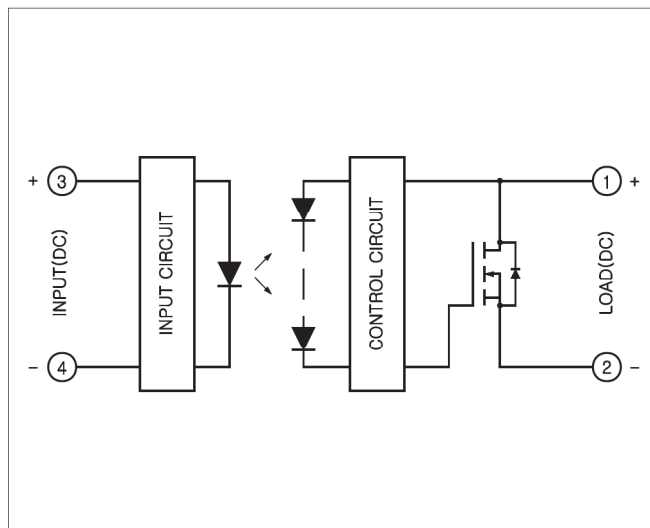 + 3
INPUT(DC)
- 4
INPUT CIRCUIT
CONTROL CIRCUIT
1 +
LOAD(DC)
2 -